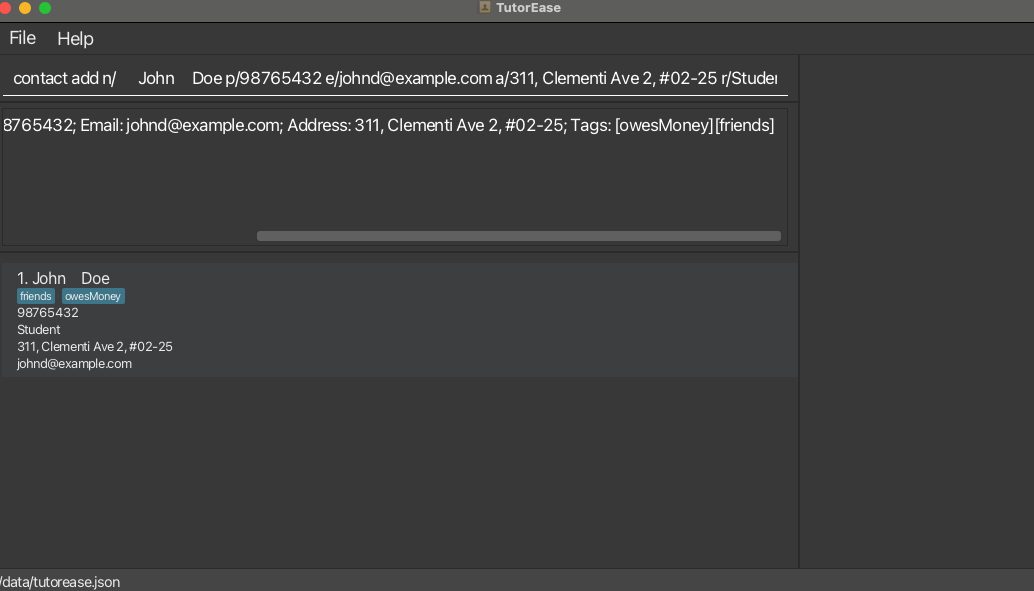 TutorEase
File Help
contact add n/ John Doe p/98765432 e/johnd@example.com a/311, Clementi Ave 2, #02-25 r/Studen
8765432; Email: johnd@example.com; Address: 311, Clementi Ave 2, #02-25; Tags: [owesMoney][friends]
1. John Doe
friends owesMoney
98765432
Student
311, Clementi Ave 2, #02-25
johnd@example.com
/data/tutorease.json